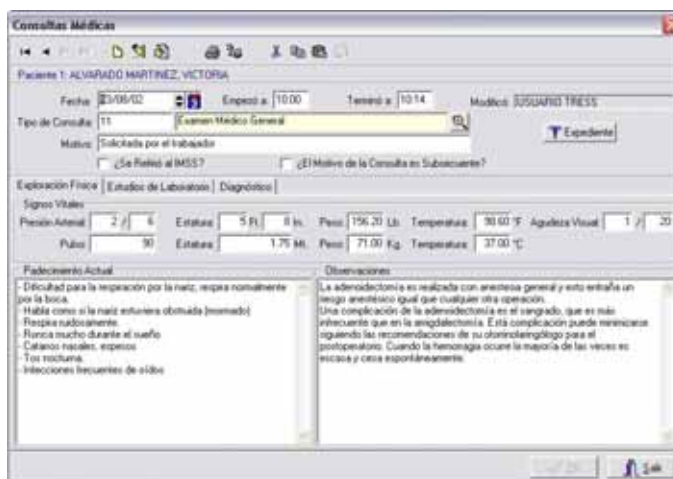 Consultas Médicas
Paciente 1: ALVARADO MARTINEZ, VICTORIA
Fecha: 23/08/02 Empezó a: 10:00 Terminó a: 10:14 Modificó: USUARIO TRESS
Tipo de Consulta: 11 Examen Médico General
Expediente
Motivo: Solicitada por el trabajador
¿Se Refirió al IMSS? ¿El Motivo de la Consulta es Subsecuente?
Exploración Física Estudios de Laboratorio Diagnóstico
Signos Vitales
Presión Arterial: 2 / 6 Estatura: 5 Ft. 8 In. Peso: 156.20 Lb. Temperatura: 98.60 °F Agudeza Visual: 1 / 20
Pulso: 90 Estatura: 1.75 Mt. Peso: 71.00 Kg. Temperatura: 37.00 °C
Padecimiento Actual
- Dificultad para la respiración por la nariz, respira normalmente
por la boca.
- Habla como si la nariz estuviera obstruida (mormado)
- Respira ruidosamente.
- Ronca mucho durante el sueño
- Catarros nasales, espesos
- Tos nocturna.
- Infecciones frecuentes de oídos
Observaciones
La adenoidectomía es realizada con anestesia general y esto entraña un
riesgo anestésico igual que cualquier otra operación.
Una complicación de la adenoidectomía es el sangrado, que es más
infrecuente que en la amigdalectomía. Está complicación puede minimizarse
siguiendo las recomendaciones de su otorrinolaringólogo para el
postoperatorio. Cuando la hemorragia ocurre la mayoría de las veces es
escasa y cesa espontáneamente.
Salir